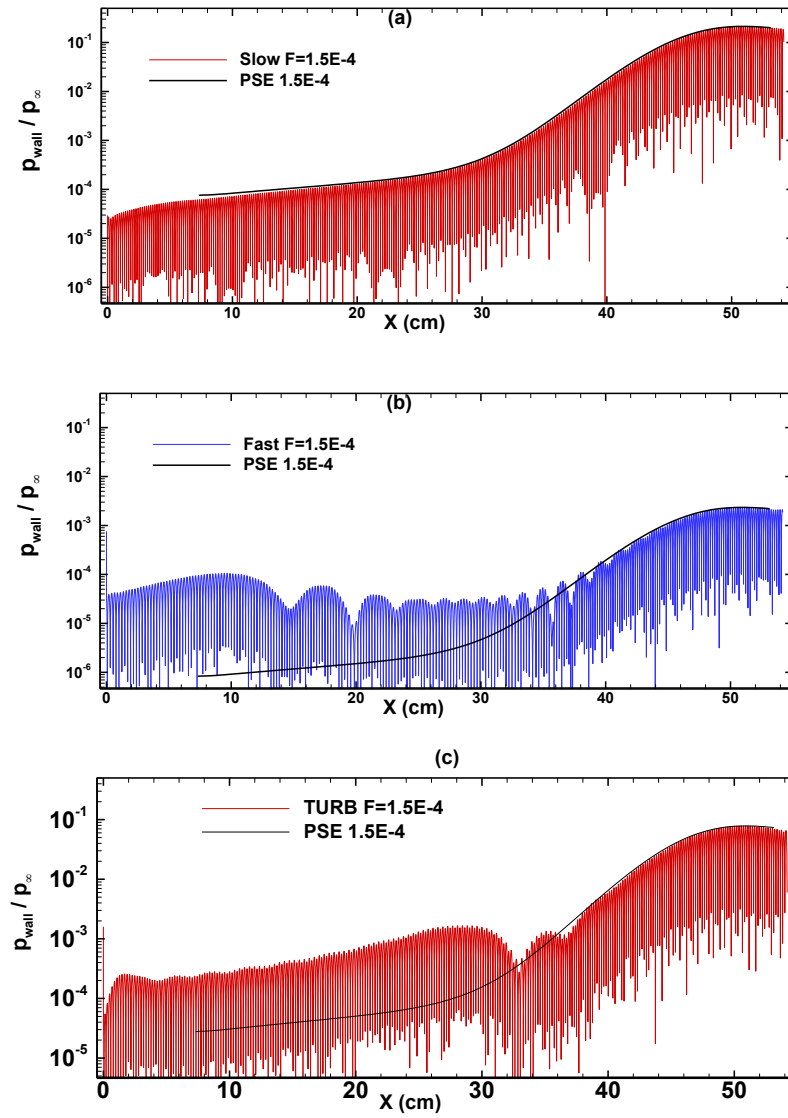 (a)
Slow F=1.5E-4
PSE 1.5E-4
p_wall / p_∞
10^-1
10^-2
10^-3
10^-4
10^-5
10^-6
0 10 20 30 40 50
X (cm)
(b)
Fast F=1.5E-4
PSE 1.5E-4
p_wall / p_∞
10^-1
10^-2
10^-3
10^-4
10^-5
10^-6
0 10 20 30 40 50
X (cm)
(c)
TURB F=1.5E-4
PSE 1.5E-4
p_wall / p_∞
10^-1
10^-2
10^-3
10^-4
10^-5
0 10 20 30 40 50
X (cm)